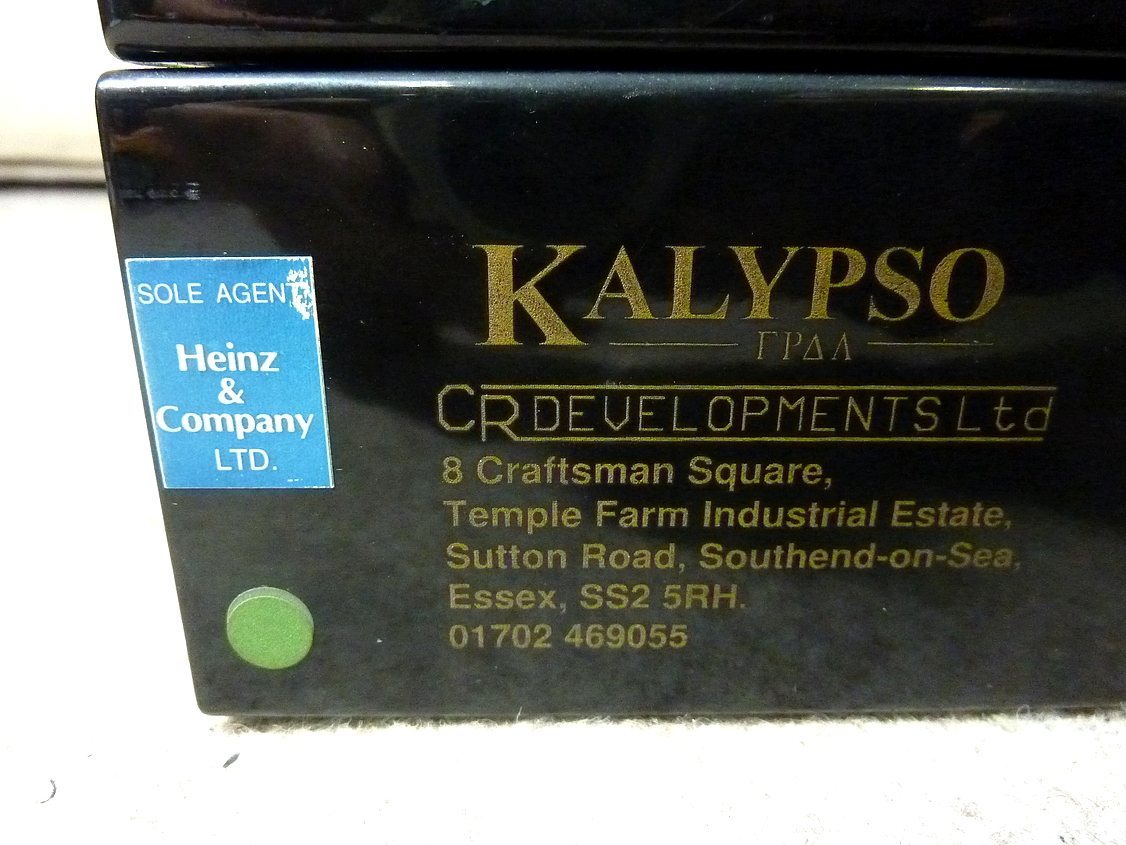 SOLE AGENT
Heinz
&
Company
LTD.
KALYPSO
ΓΡΔΛ
CR DEVELOPMENTS Ltd
8 Craftsman Square,
Temple Farm Industrial Estate,
Sutton Road, Southend-on-Sea,
Essex, SS2 5RH.
01702 469055